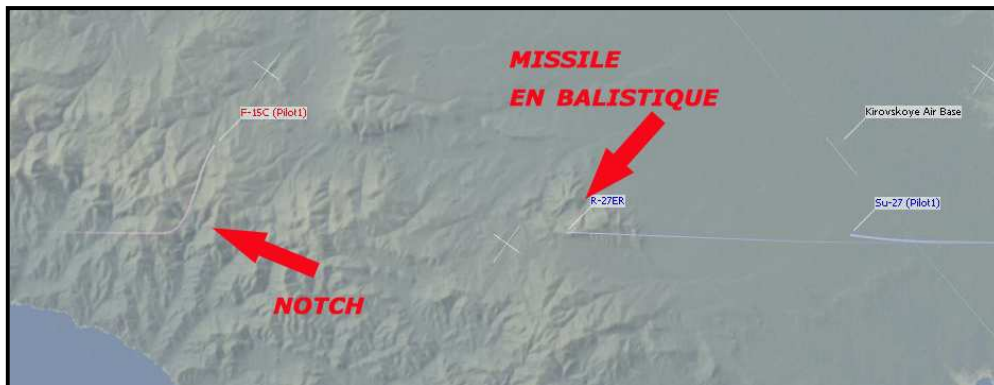 MISSILE
EN BALISTIQUE
F-15C (Pilot1)
Kirovskoye Air Base
R-27ER
Su-27 (Pilot1)
NOTCH